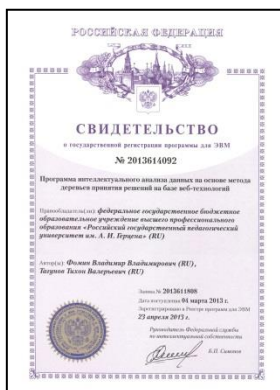 РОССИЙСКАЯ ФЕДЕРАЦИЯ
СВИДЕТЕЛЬСТВО
о государственной регистрации программы для ЭВМ
№ 2013614092
Программа интеллектуального анализа данных на основе метода
деревьев принятия решений на базе веб-технологий
Правообладатель(ли): федеральное государственное бюджетное
образовательное учреждение высшего профессионального
образования «Российский государственный педагогический
университет им. А. И. Герцена» (RU)
Автор(ы): Фомин Владимир Владимирович (RU),
Тагунов Тихон Валерьевич (RU)
Заявка № 2013611808
Дата поступления 04 марта 2013 г.
Зарегистрировано в Реестре программ для ЭВМ
23 апреля 2013 г.
Руководитель Федеральной службы
по интеллектуальной собственности
Б.П. Симонов